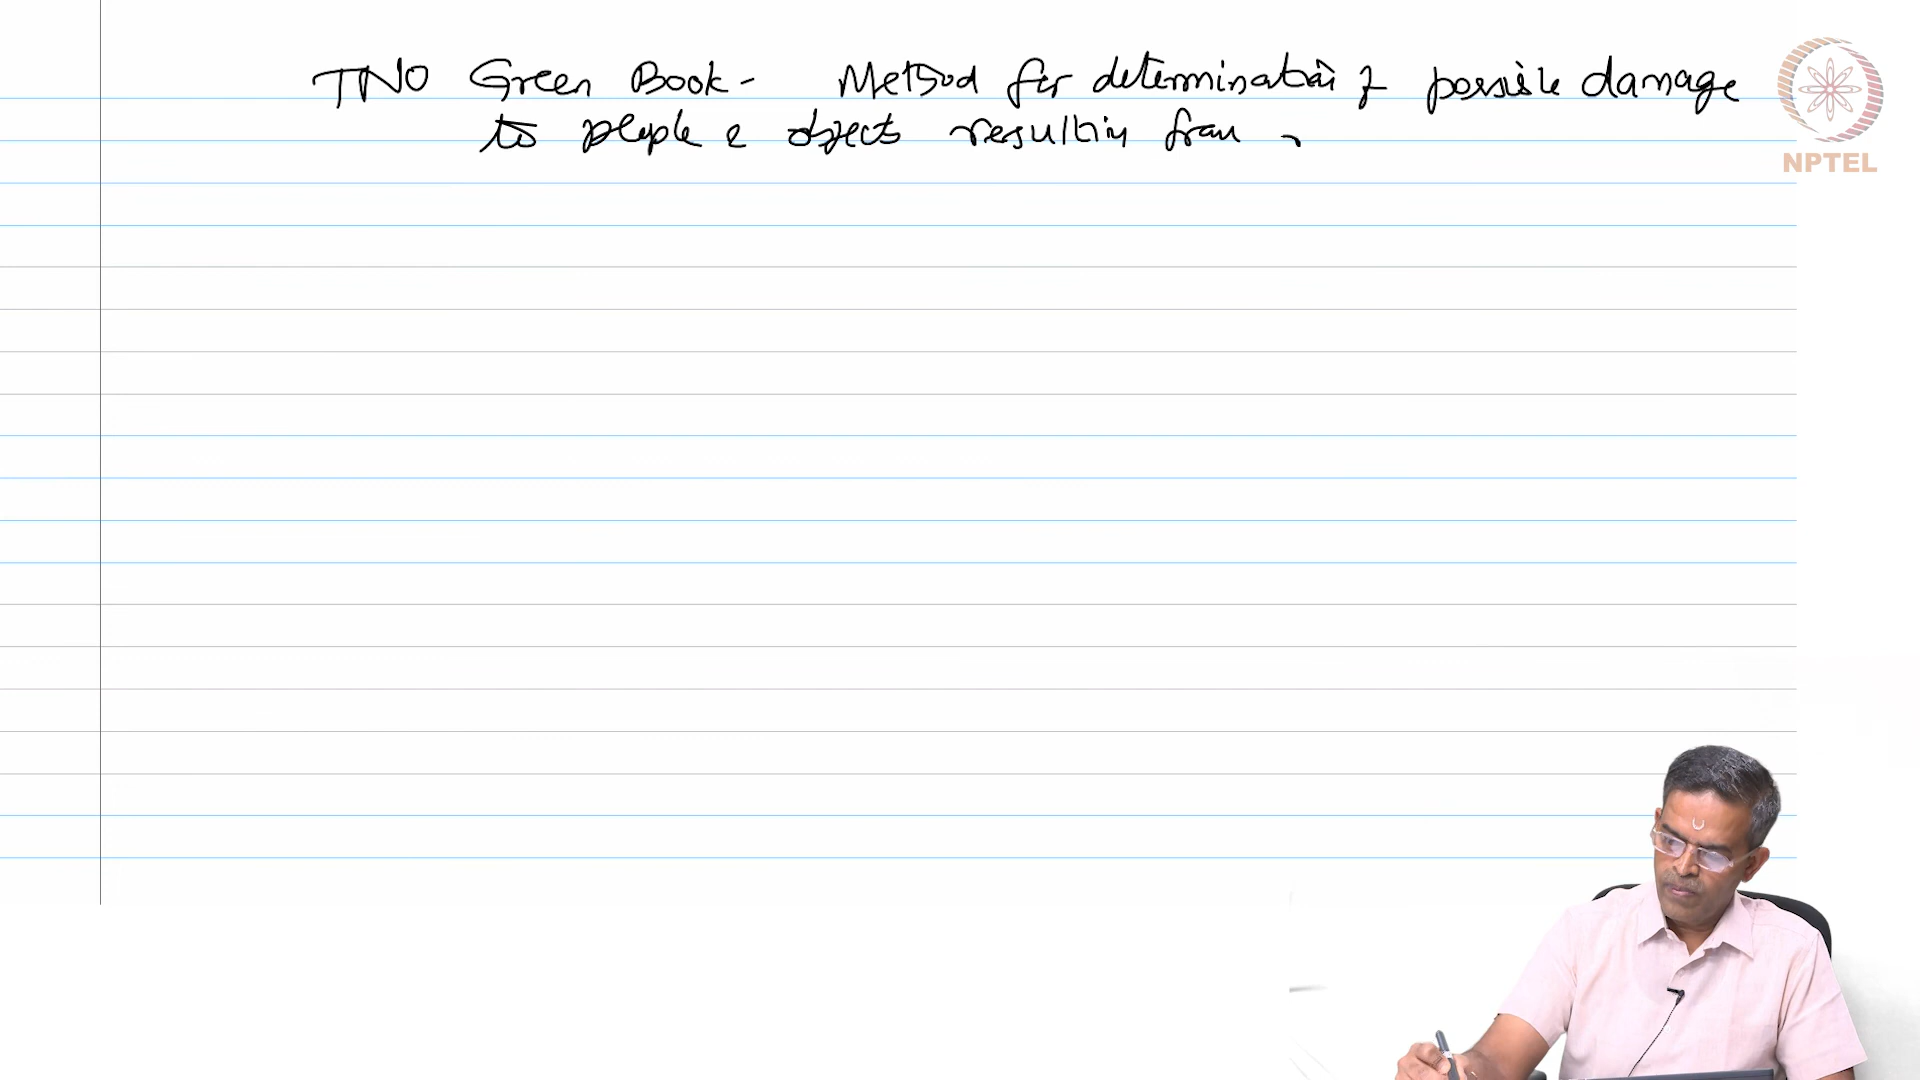 TNO Green Book - Method for determination of possible damage
to people & objects resulting from
NPTEL